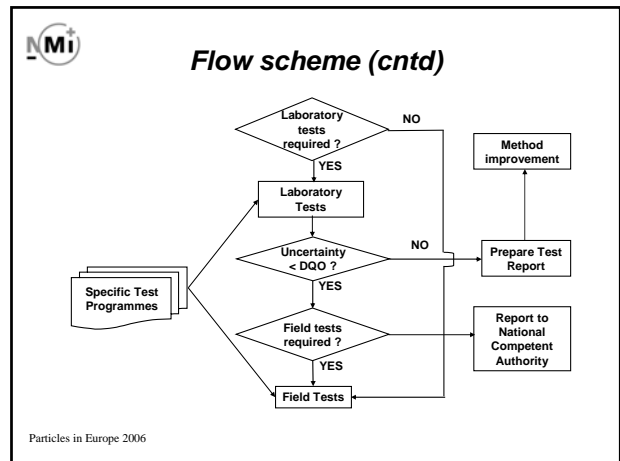 NMi
Flow scheme (cntd)
Laboratory
tests
required ?
NO
YES
Method
improvement
Laboratory
Tests
Uncertainty
< DQO ?
NO
YES
Prepare Test
Report
Specific Test
Programmes
Field tests
required ?
YES
Report to
National
Competent
Authority
Field Tests
Particles in Europe 2006